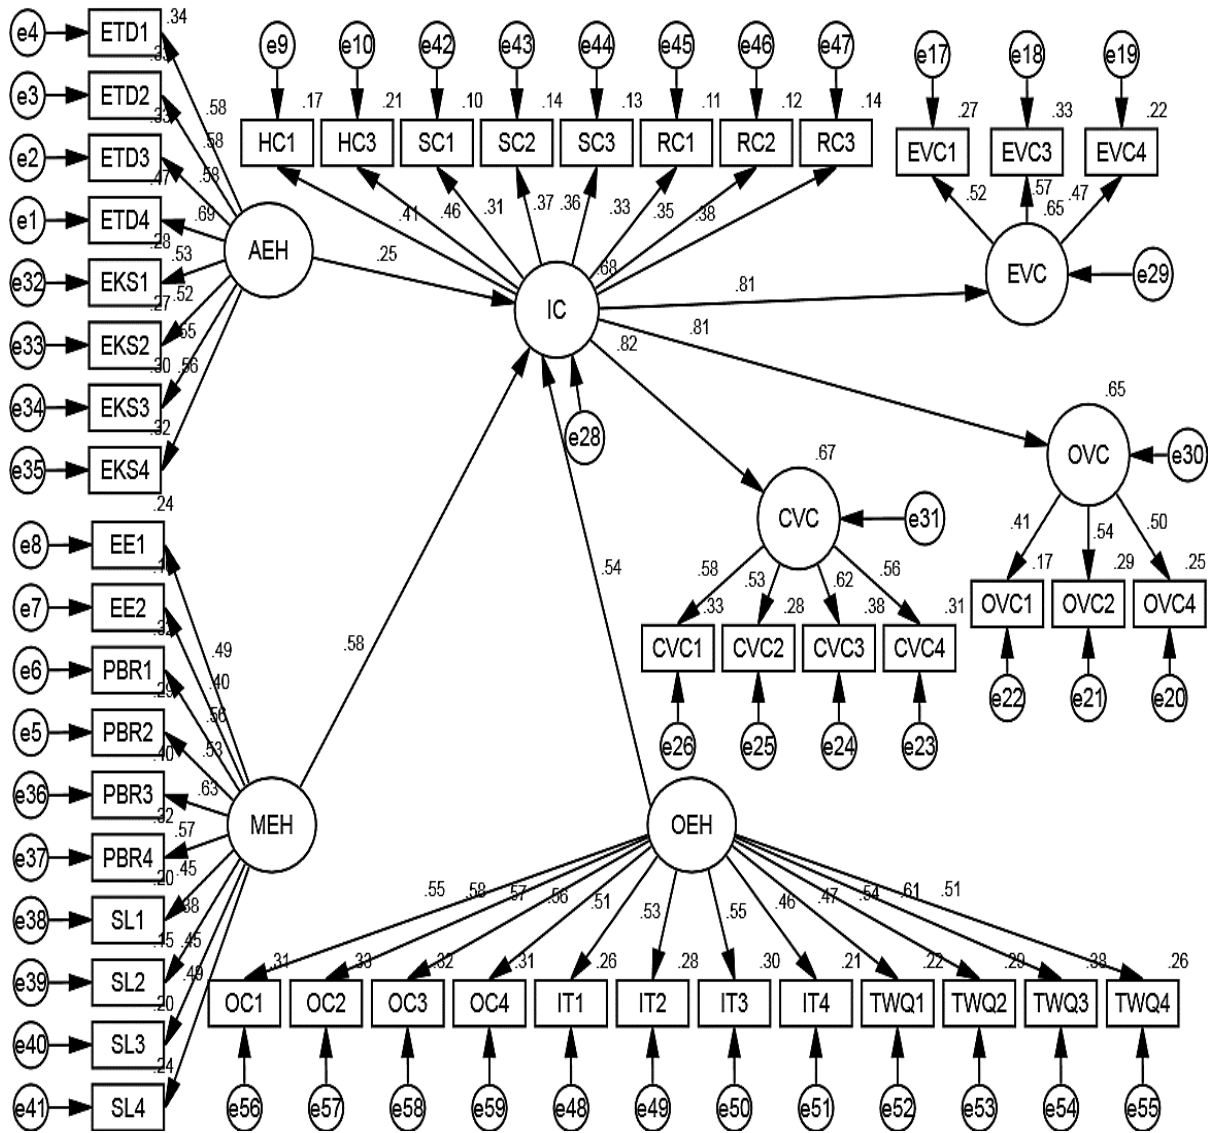 e4 ETD1 .34
e3 ETD2
e2 ETD3
e1 ETD4
e32 EKS1 .28
e33 EKS2 .27
e34 EKS3 .30
e35 EKS4 .32
.24
.58
.58
.58
.69
.53
.52
.56
AEH
.25
e9 e10 e42 e43 e44 e45 e46 e47
.17 .21 .10 .14 .13 .11 .12 .14
HC1 HC3 SC1 SC2 SC3 RC1 RC2 RC3
.41 .46 .31 .37 .36 .33 .35 .38
.68
IC
e28
e17 e18 e19
.27 .33 .22
EVC1 EVC3 EVC4
.52 .57 .47
.65
EVC e29
.81
.81
.82
.65
OVC e30
.41 .54 .50
.17 .29 .25
OVC1 OVC2 OVC4
e22 e21 e20
.67
CVC e31
.58 .53 .62 .56
.33 .28 .38 .31
CVC1 CVC2 CVC3 CVC4
e26 e25 e24 e23
.54
.58
e8 EE1
e7 EE2
e6 PBR1
e5 PBR2 .29
e36 PBR3 .40
e37 PBR4 .32
e38 SL1 .20
e39 SL2 .15
e40 SL3 .20
e41 SL4 .24
.49
.40
.56
.53
.63
.57
.45
.38
.45
.49
MEH
OEH
.55 .58 .57 .56 .51 .53 .55 .46 .47 .54 .61 .51
.31 .33 .32 .31 .26 .28 .30 .21 .22 .29 .38 .26
OC1 OC2 OC3 OC4 IT1 IT2 IT3 IT4 TWQ1 TWQ2 TWQ3 TWQ4
e56 e57 e58 e59 e48 e49 e50 e51 e52 e53 e54 e55